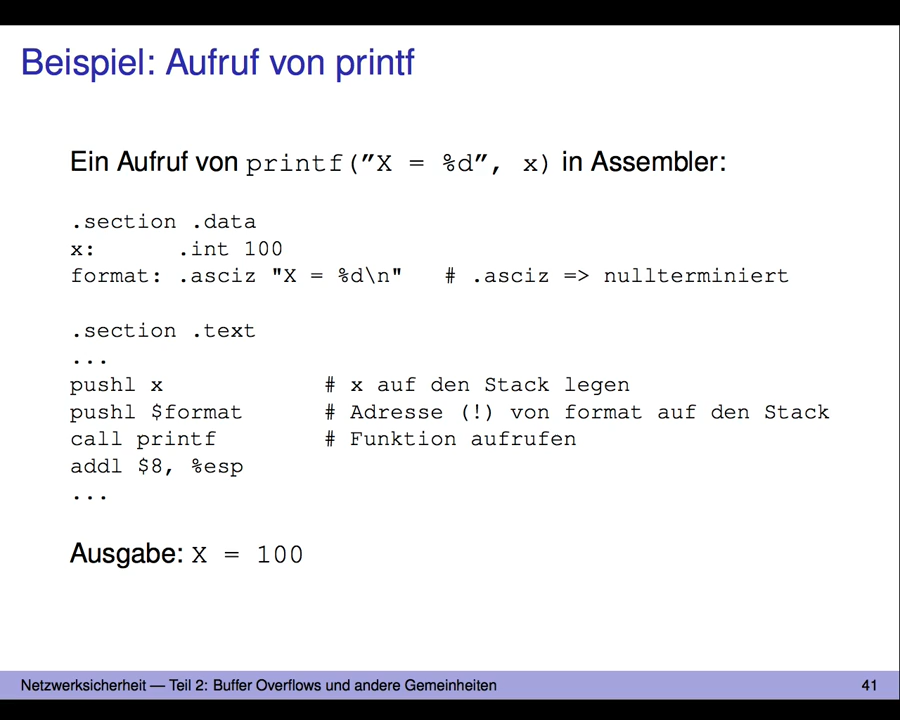 Beispiel: Aufruf von printf
Ein Aufruf von printf("X = %d", x) in Assembler:
.section .data
x:      .int 100
format: .asciz "X = %d\n"   # .asciz => nullterminiert
.section .text
...
pushl x            # x auf den Stack legen
pushl $format      # Adresse (!) von format auf den Stack
call printf        # Funktion aufrufen
addl $8, %esp
...
Ausgabe: X = 100
Netzwerksicherheit — Teil 2: Buffer Overflows und andere Gemeinheiten 41